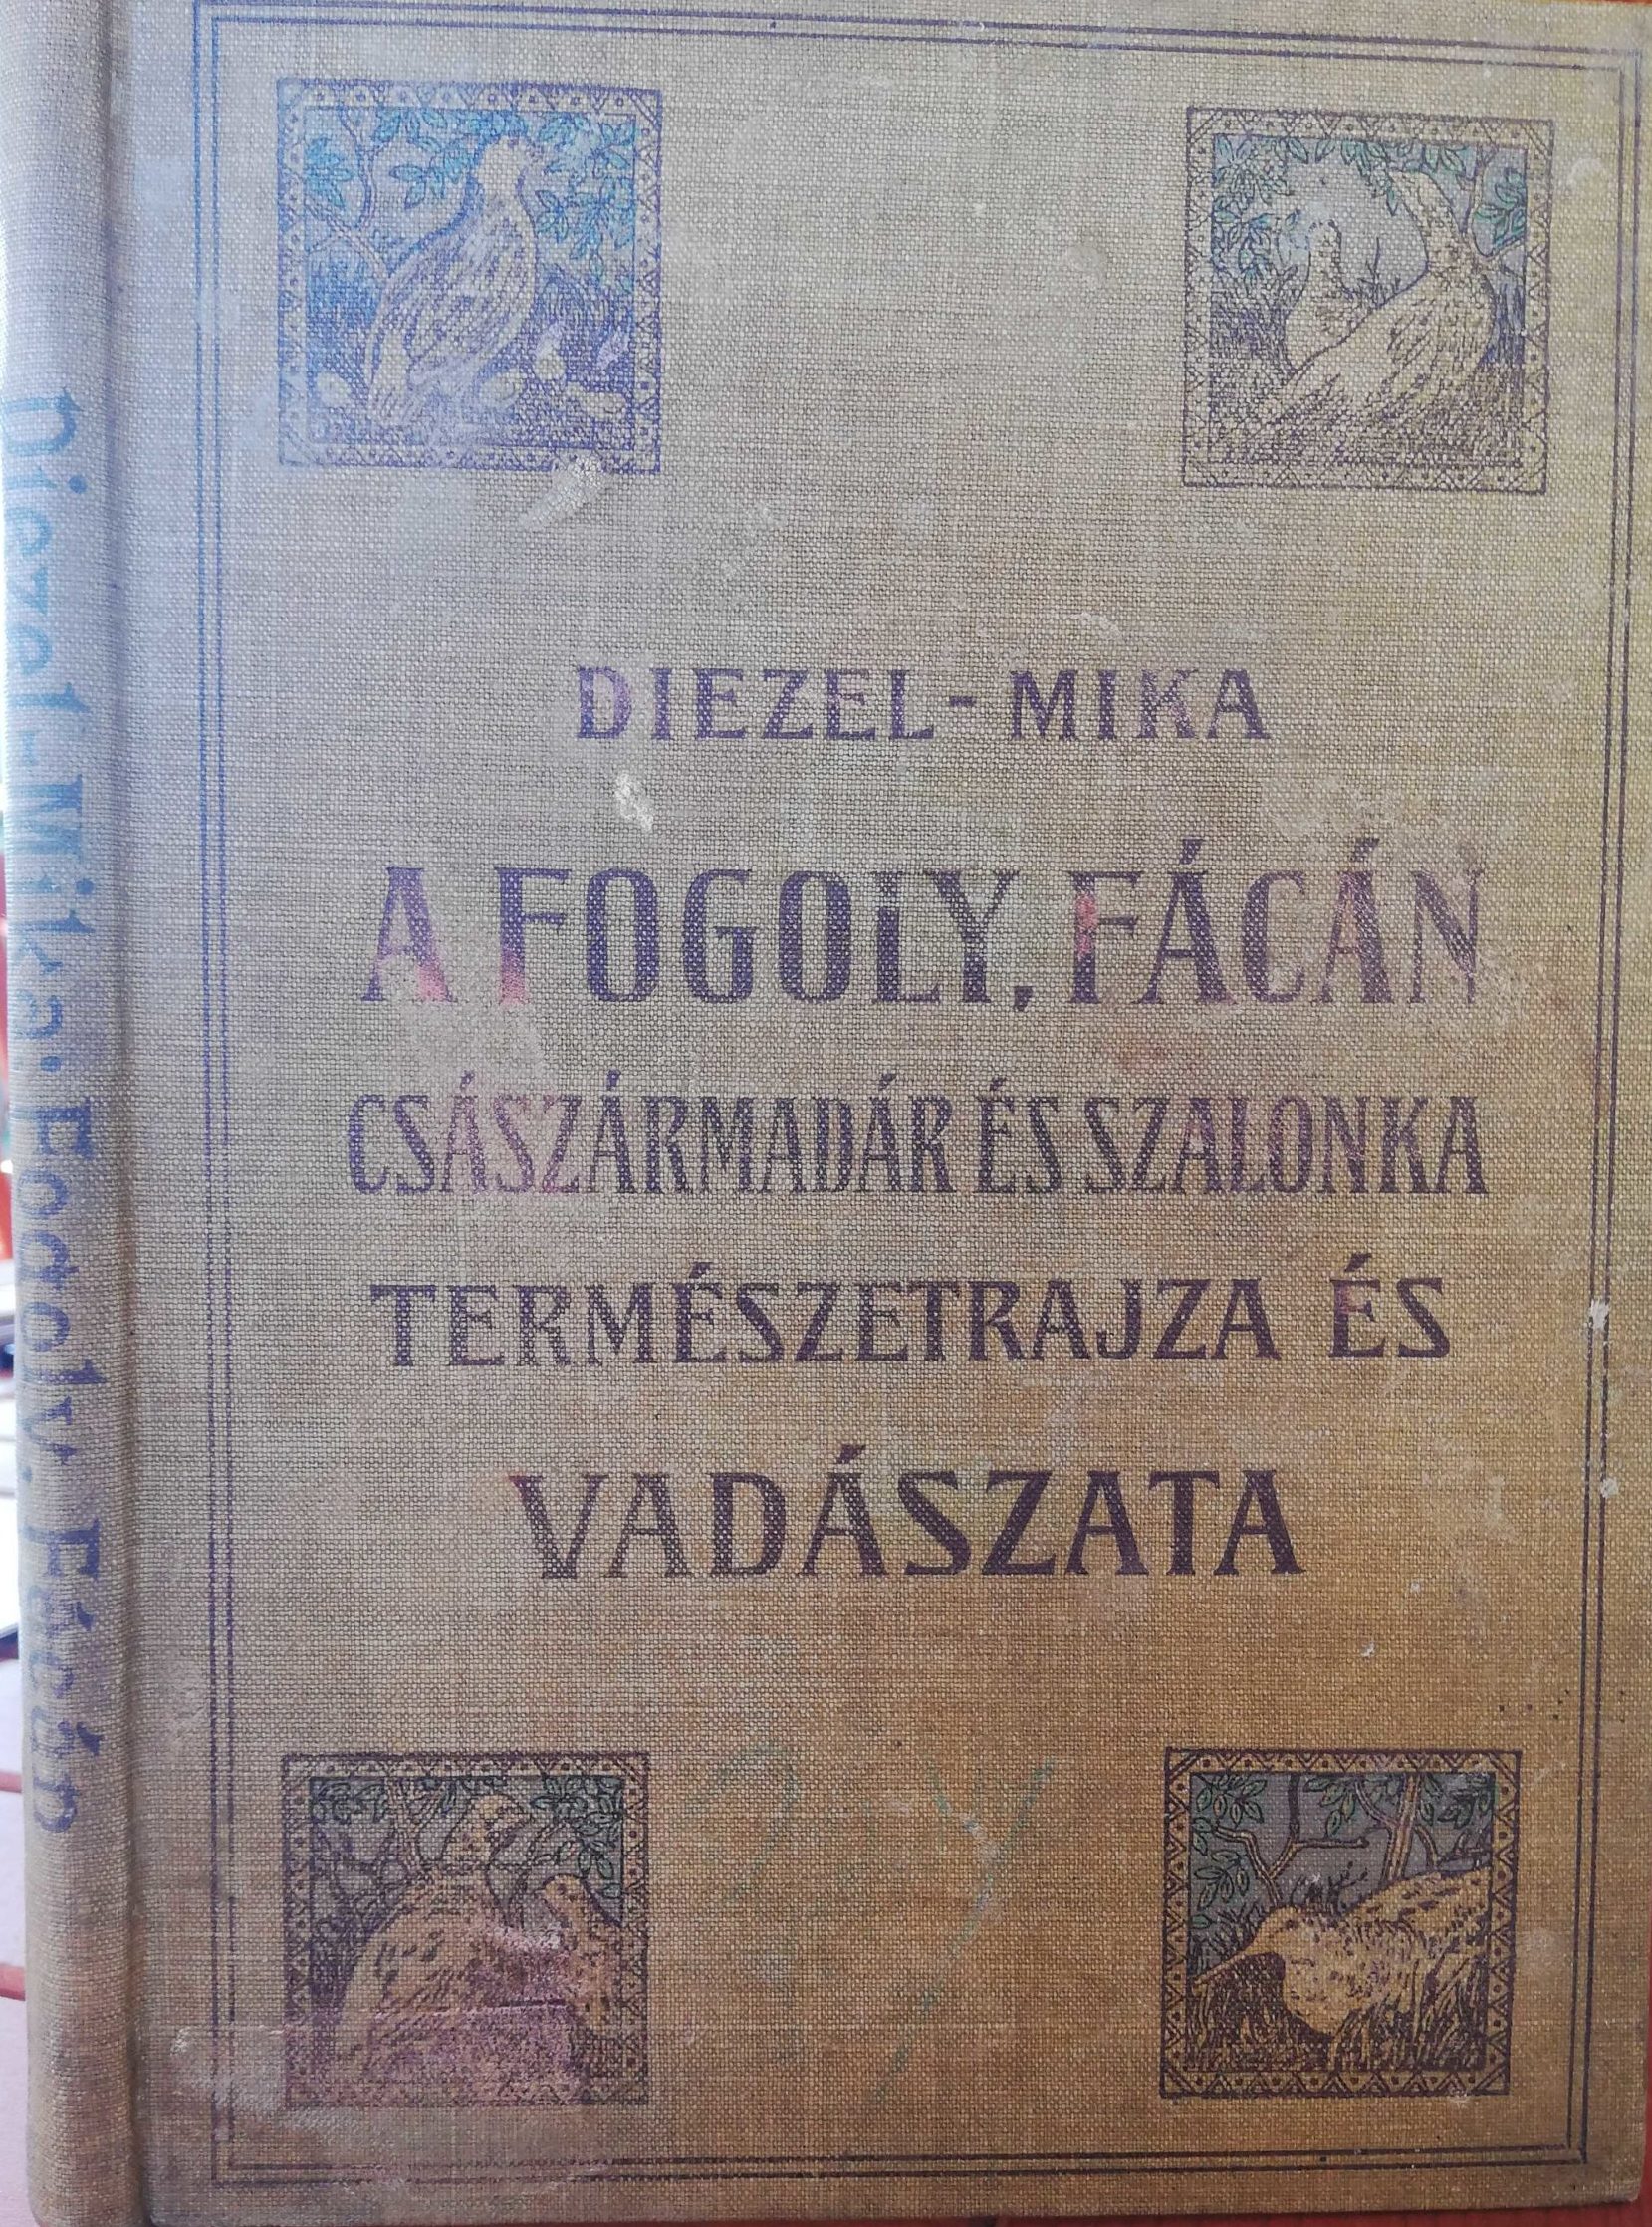 DIEZEL-MIKA
A FOGOLY, FÁCÁN
CSÁSZÁRMADÁR ÉS SZALONKA
TERMÉSZETRAJZA ÉS
VADÁSZATA
Diezel-Mika: Fogoly, Fácán